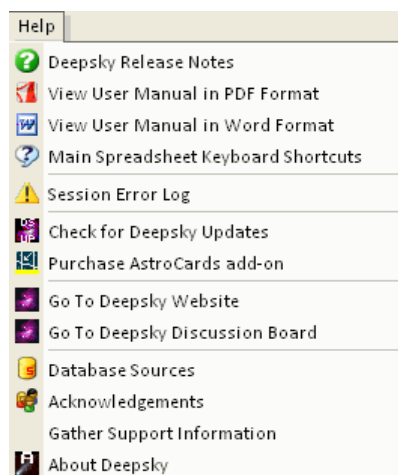 Help
Deepsky Release Notes
View User Manual in PDF Format
View User Manual in Word Format
Main Spreadsheet Keyboard Shortcuts
Session Error Log
Check for Deepsky Updates
Purchase AstroCards add-on
Go To Deepsky Website
Go To Deepsky Discussion Board
Database Sources
Acknowledgements
Gather Support Information
About Deepsky